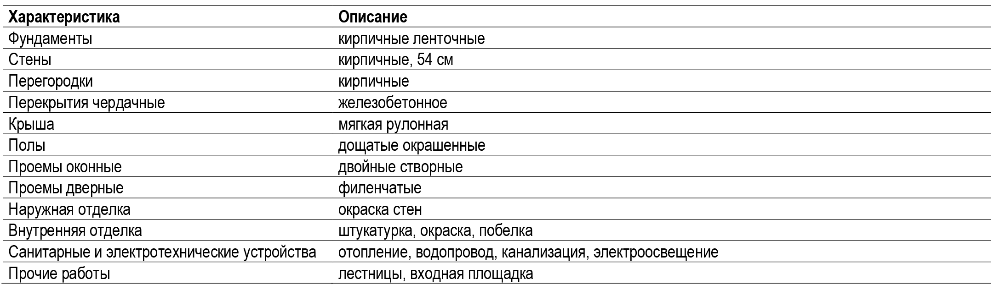 Характеристика Описание
Фундаменты кирпичные ленточные
Стены кирпичные, 54 см
Перегородки кирпичные
Перекрытия чердачные железобетонное
Крыша мягкая рулонная
Полы дощатые окрашенные
Проемы оконные двойные створные
Проемы дверные филенчатые
Наружная отделка окраска стен
Внутренняя отделка штукатурка, окраска, побелка
Санитарные и электротехнические устройства отопление, водопровод, канализация, электроосвещение
Прочие работы лестницы, входная площадка